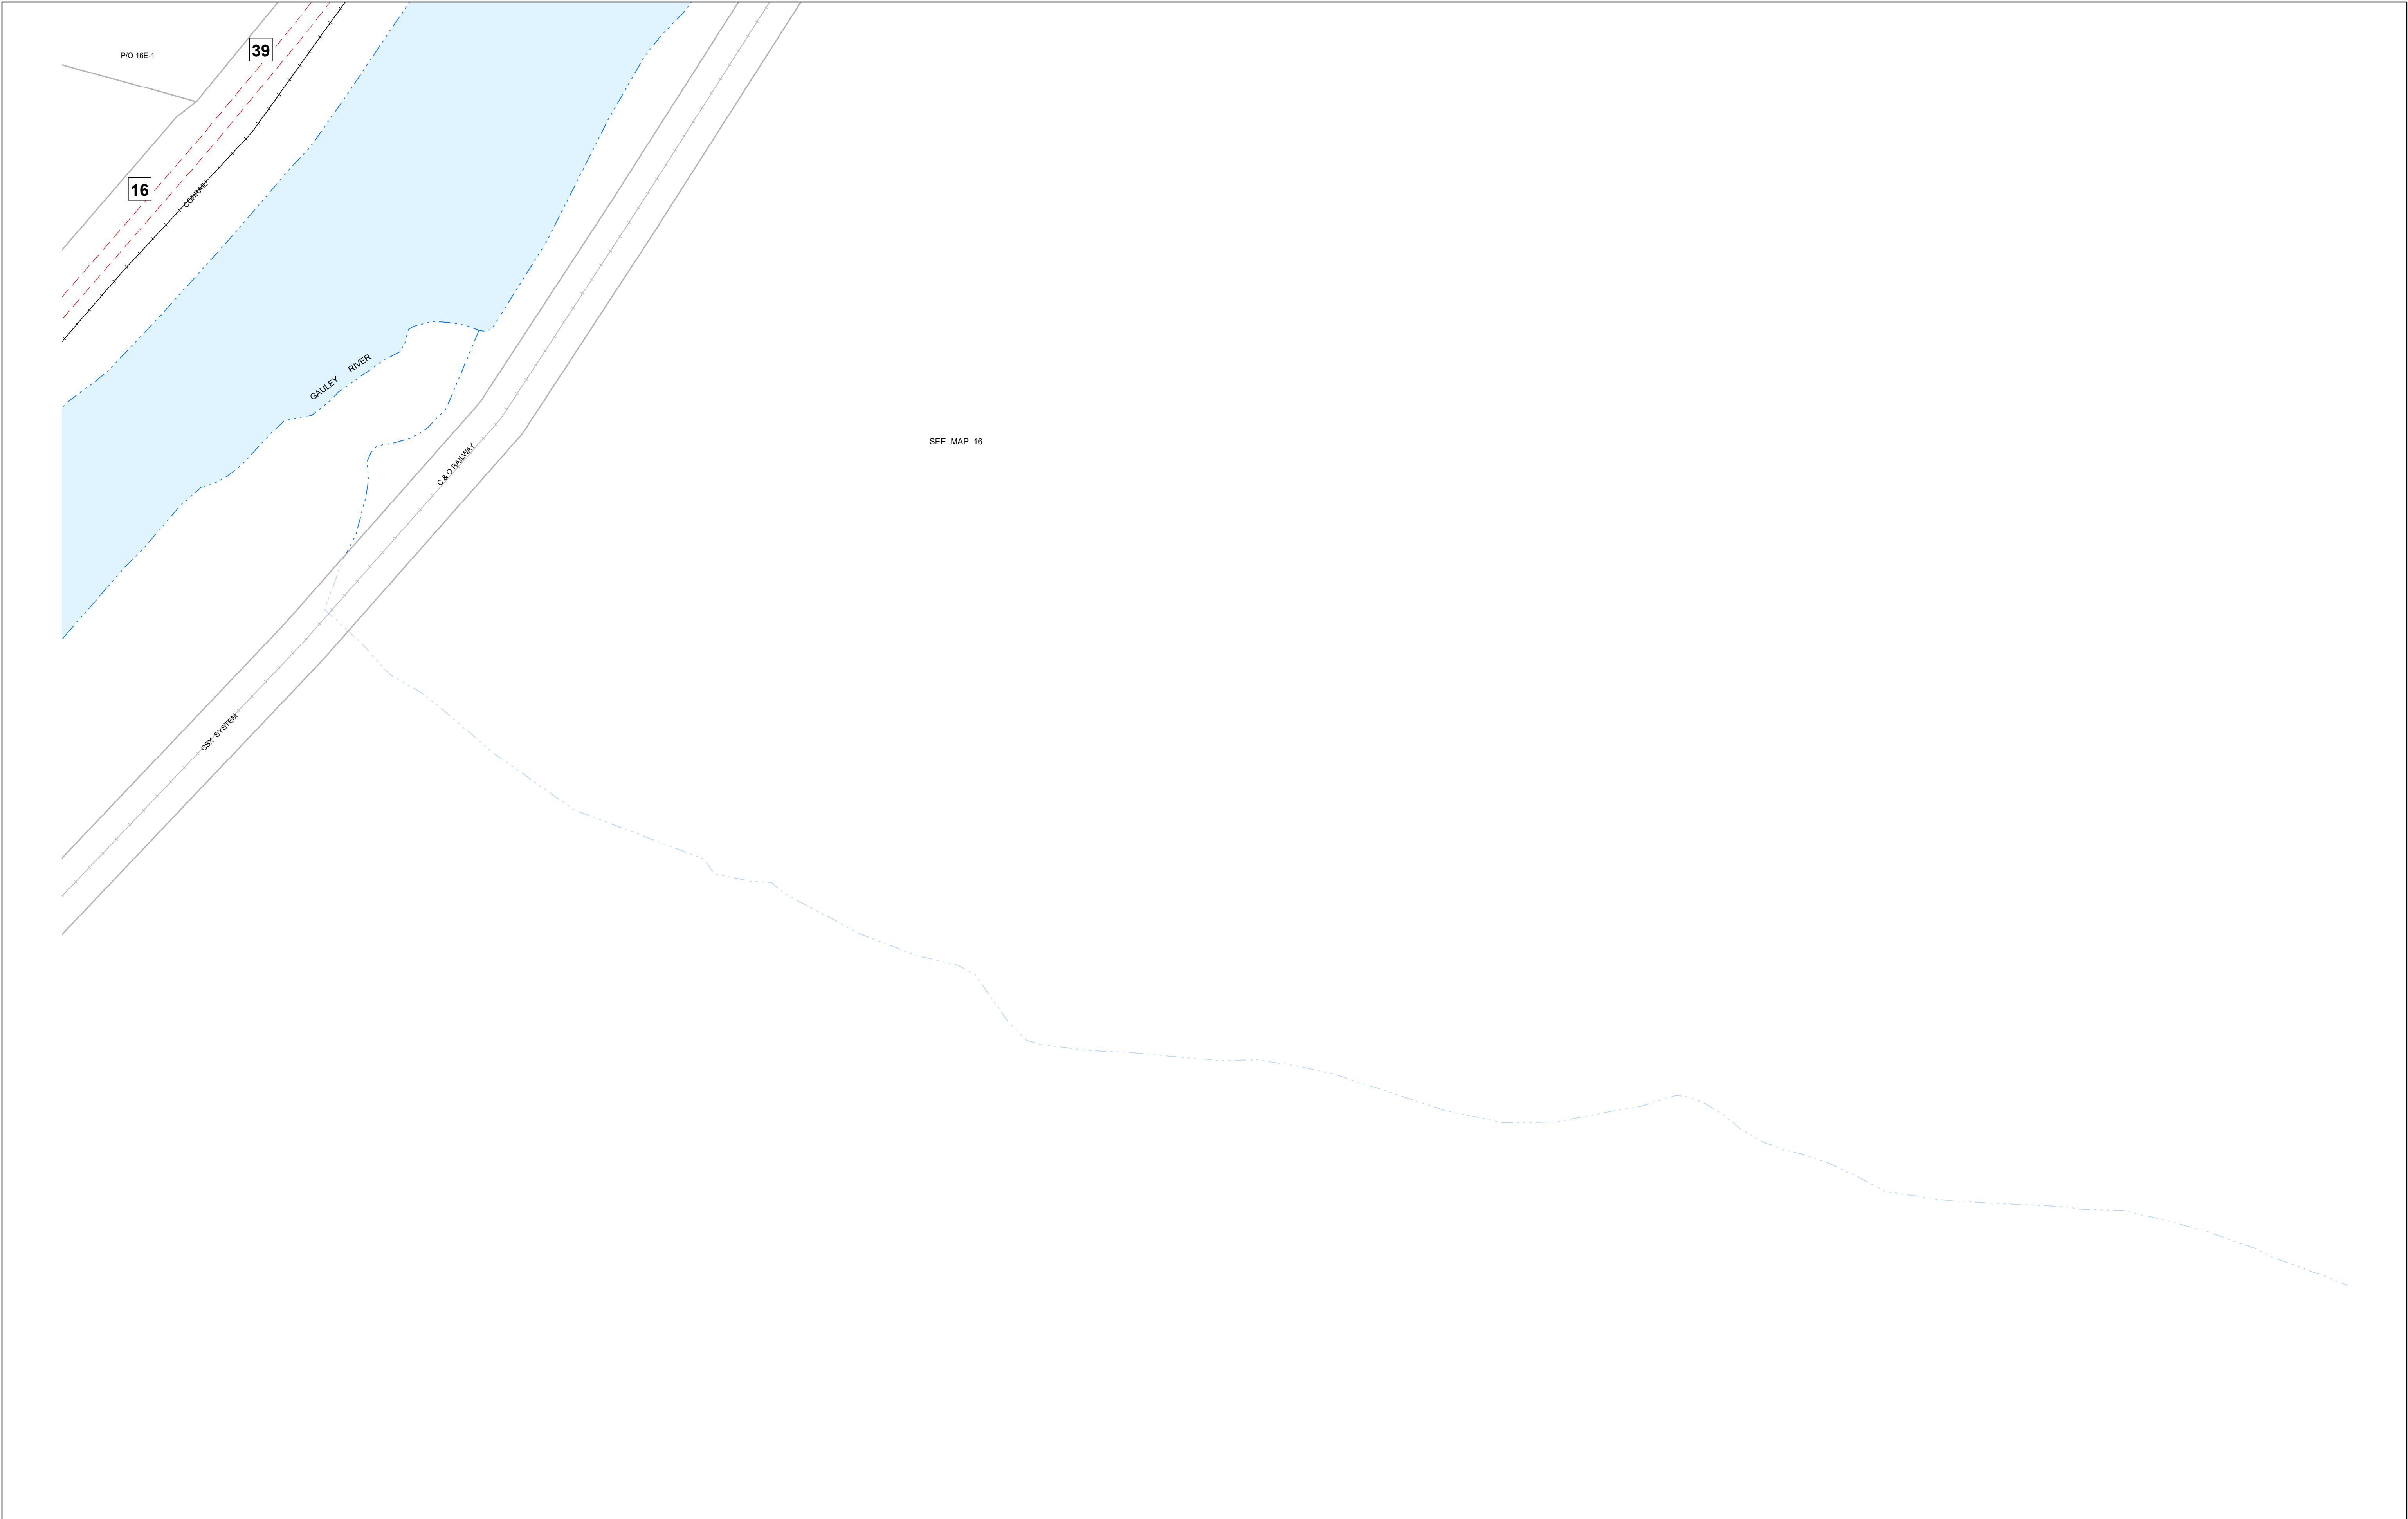 P/O 16E-1
39
16
CONRAIL
GAULEY RIVER
SEE MAP 16
C & O RAILWAY
CSX SYSTEM